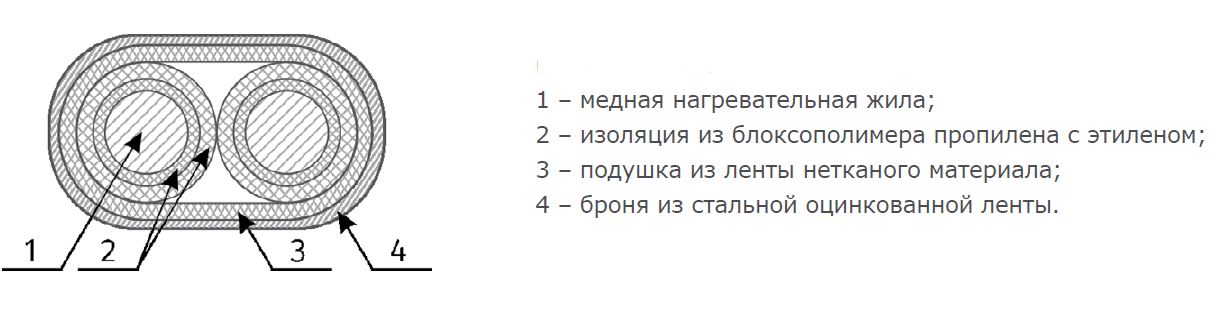 1 – медная нагревательная жила;
2 – изоляция из блоксополимера пропилена с этиленом;
3 – подушка из ленты нетканого материала;
4 – броня из стальной оцинкованной ленты.
1 2 3 4